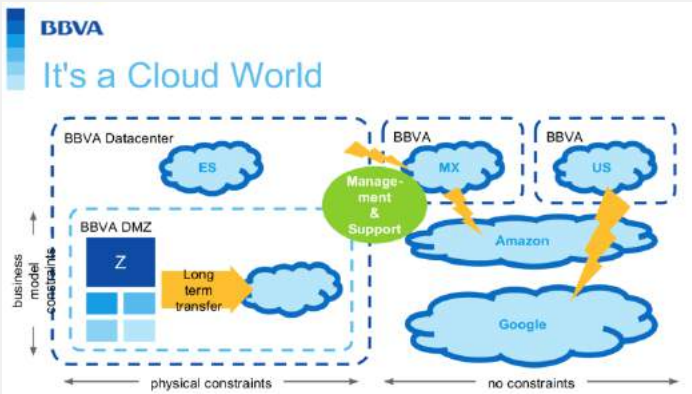 BBVA
It's a Cloud World
BBVA Datacenter
BBVA
BBVA
ES
MX
US
Manage-
ment
&
Support
BBVA DMZ
Z
Long
term
transfer
Amazon
Google
business
model
constraints
physical constraints
no constraints